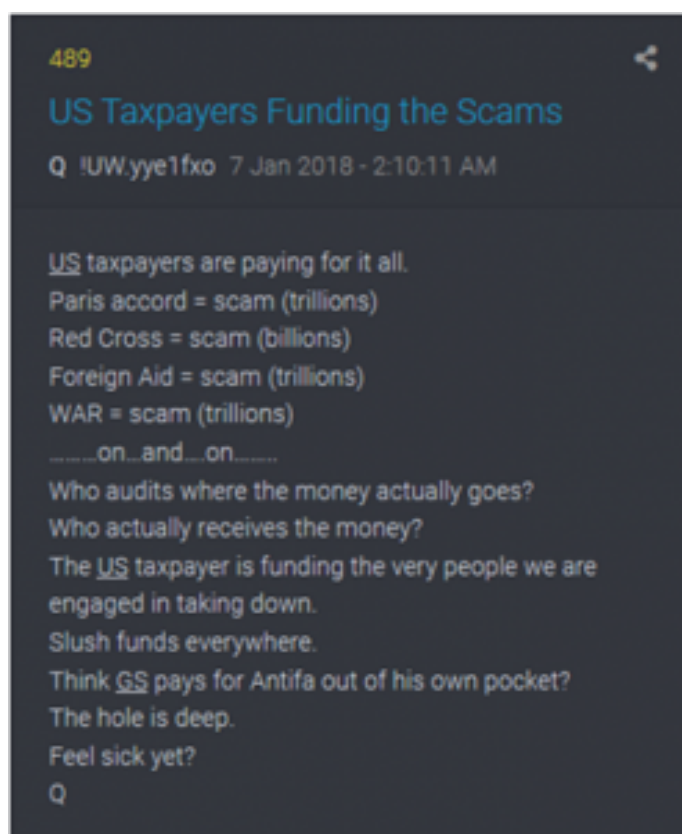 489
US Taxpayers Funding the Scams
Q !UW.yye1fxo 7 Jan 2018 - 2:10:11 AM
US taxpayers are paying for it all.
Paris accord = scam (trillions)
Red Cross = scam (billions)
Foreign Aid = scam (trillions)
WAR = scam (trillions)
………on…and….on……..
Who audits where the money actually goes?
Who actually receives the money?
The US taxpayer is funding the very people we are
engaged in taking down.
Slush funds everywhere.
Think GS pays for Antifa out of his own pocket?
The hole is deep.
Feel sick yet?
Q